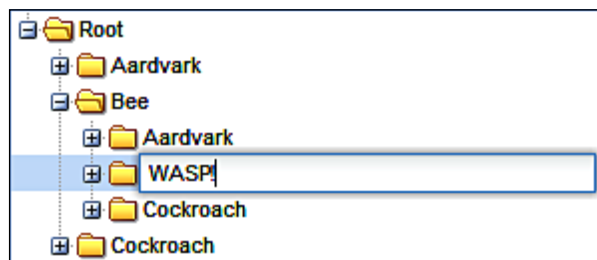 Root
Aardvark
Bee
Aardvark
WASP!
Cockroach
Cockroach